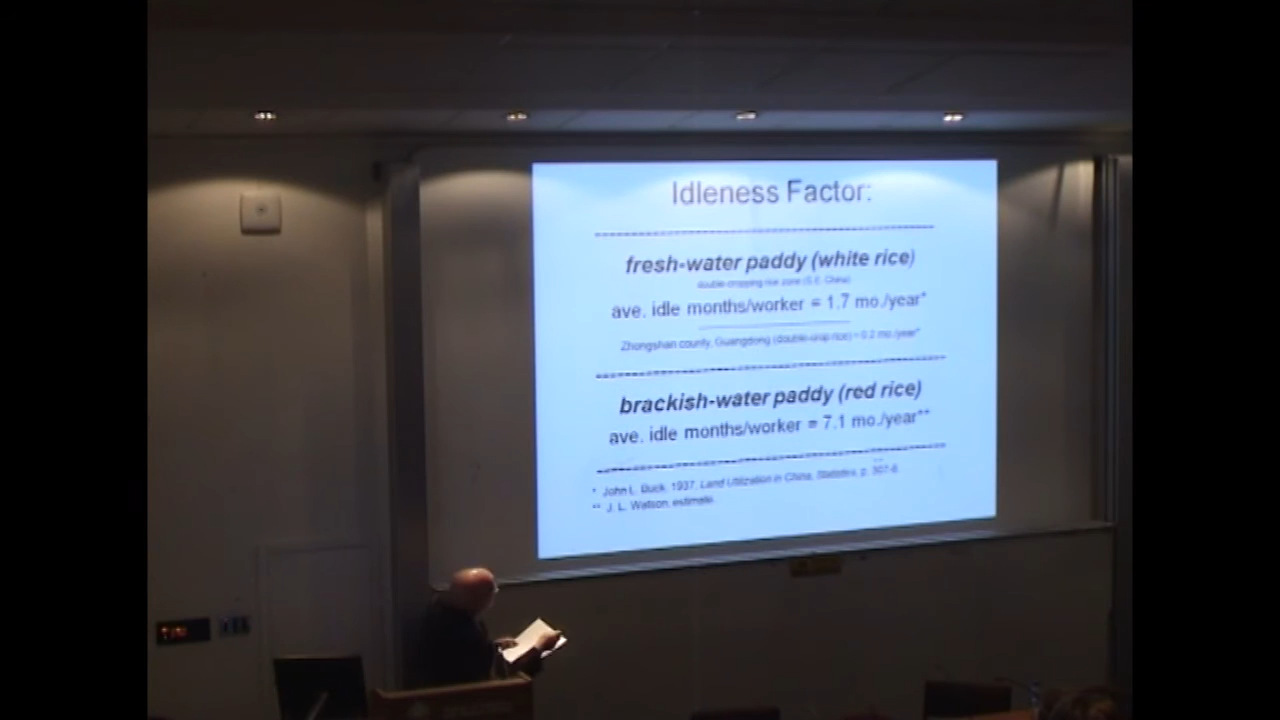 Idleness Factor:
fresh-water paddy (white rice)
double-cropping rice zone (S.E. China)
ave. idle months/worker = 1.7 mo./year*
Zhongshan county, Guangdong (double-crop rice) = 0.2 mo./year*
brackish-water paddy (red rice)
ave. idle months/worker = 7.1 mo./year**
* John L. Buck. 1937. Land Utilization in China, Statistics, p.
** J. L. Watson, estimate.